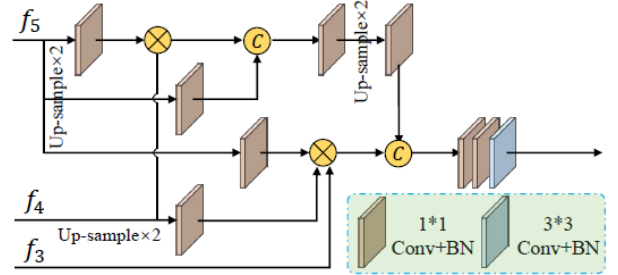 f5
Up-sample×2
C
Up-sample×2
C
f4
Up-sample×2
f3
1*1
Conv+BN
3*3
Conv+BN